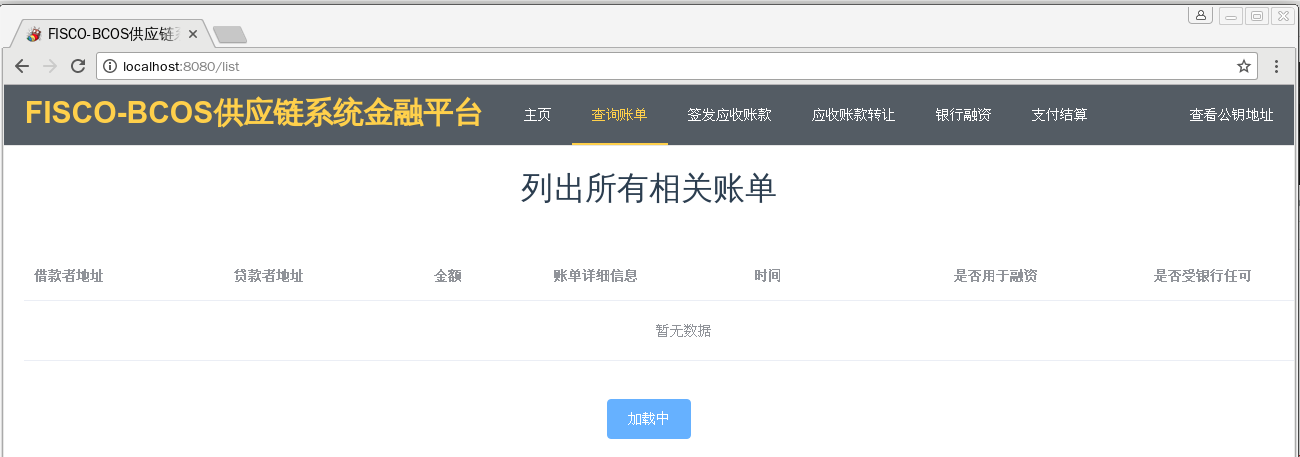 FISCO-BCOS供应链
localhost:8080/list
FISCO-BCOS供应链系统金融平台 主页 查询账单 签发应收账款 应收账款转让 银行融资 支付结算 查看公钥地址
列出所有相关账单
借款者地址 贷款者地址 金额 账单详细信息 时间 是否用于融资 是否受银行任可
暂无数据
加载中